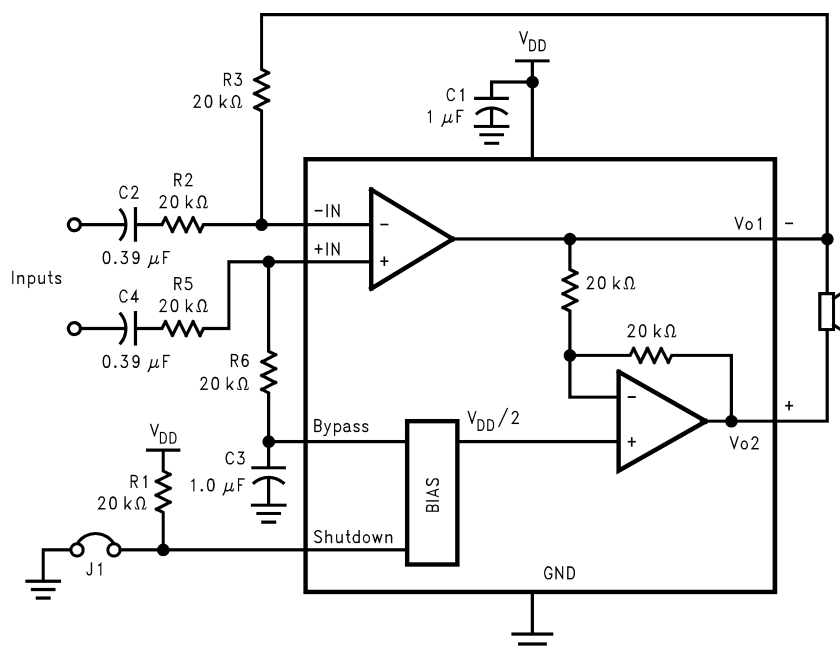 V_DD
R3
20 kΩ
C1
1 μF
C2
R2
20 kΩ
-IN
-
Vo1
-
0.39 μF
+IN
+
Inputs
C4
R5
20 kΩ
20 kΩ
0.39 μF
R6
20 kΩ
20 kΩ
-
+
Bypass
V_DD/2
+
Vo2
V_DD
C3
1.0 μF
R1
20 kΩ
BIAS
Shutdown
J1
GND